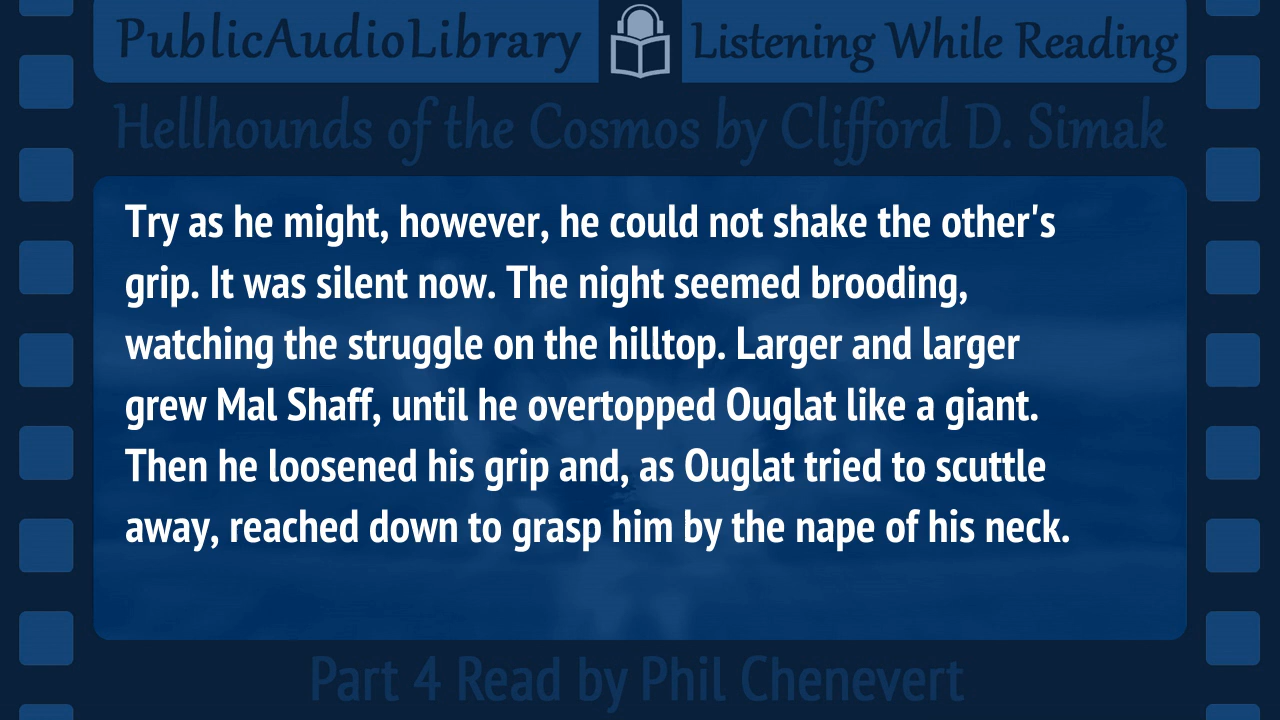 PublicAudioLibrary Listening While Reading
Hellhounds of the Cosmos by Clifford D. Simak
Try as he might, however, he could not shake the other's
grip. It was silent now. The night seemed brooding,
watching the struggle on the hilltop. Larger and larger
grew Mal Shaff, until he overtopped Ouglat like a giant.
Then he loosened his grip and, as Ouglat tried to scuttle
away, reached down to grasp him by the nape of his neck.
Part 4 Read by Phil Chenevert